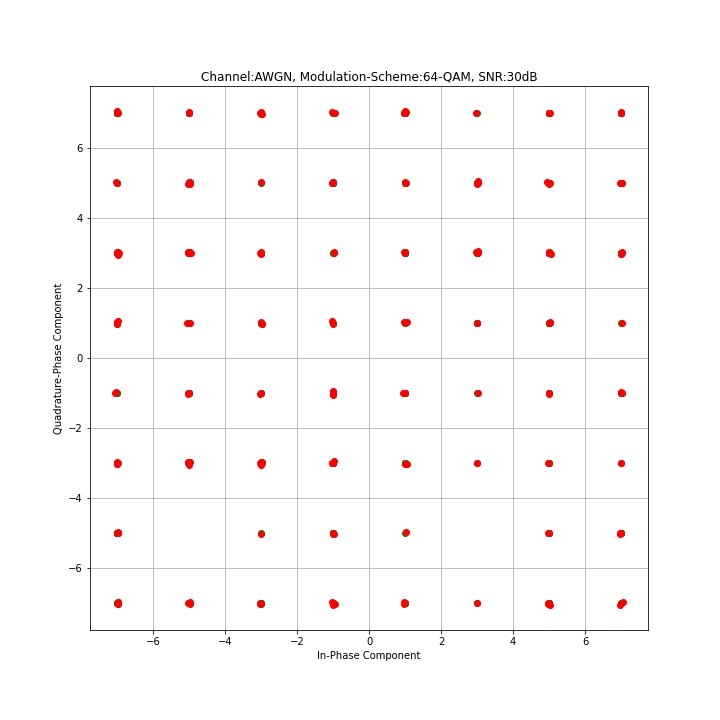 Channel:AWGN, Modulation-Scheme:64-QAM, SNR:30dB
6
4
2
0
−2
−4
−6
Quadrature-Phase Component
−6 −4 −2 0 2 4 6
In-Phase Component